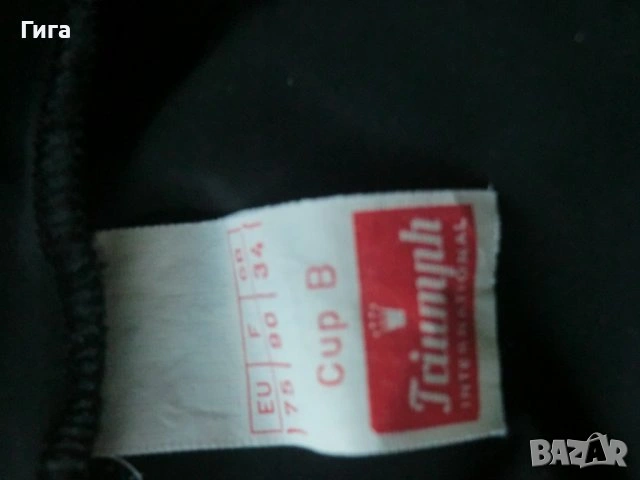 Гига
Triumph
INTERNATIONAL
Cup B
EU F GB
75 90 34
BAZAR